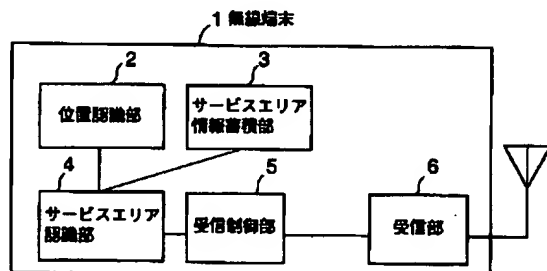 1 無線端末
2
3
位置認識部
サービスエリア
情報蓄積部
4
5
6
サービスエリア
認識部
受信制御部
受信部